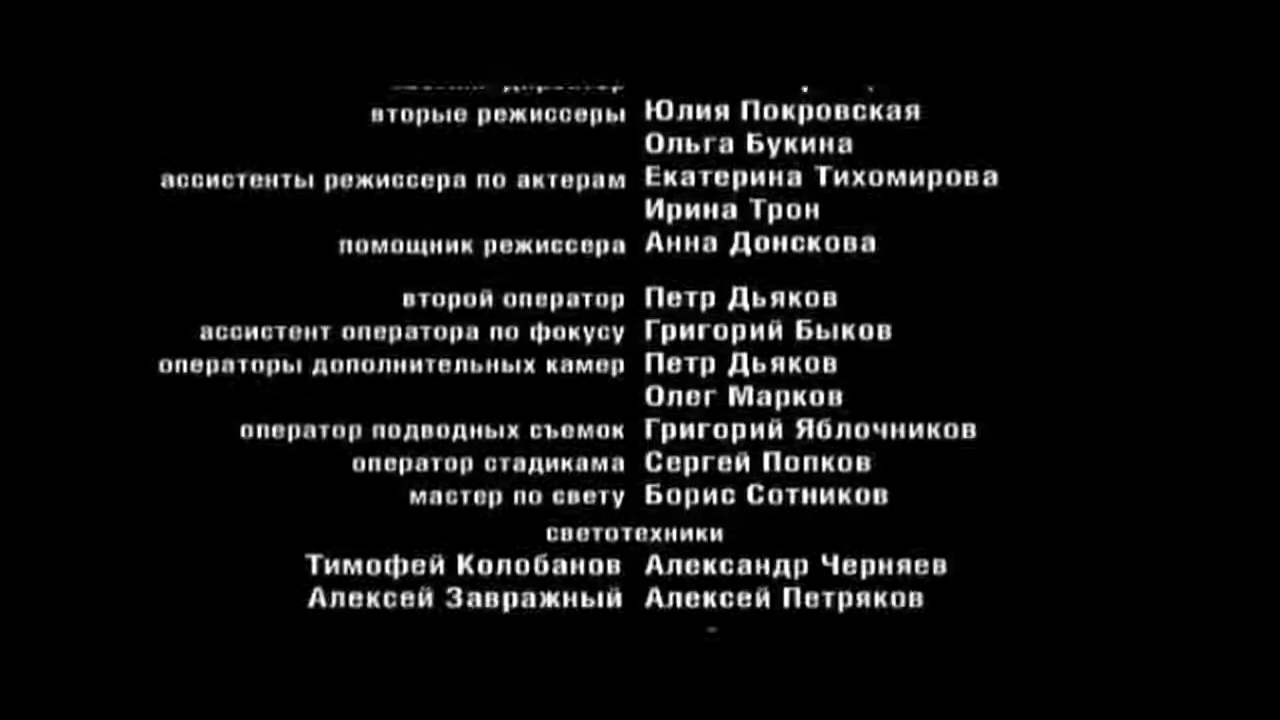 вторые режиссеры Юлия Покровская
Ольга Букина
ассистенты режиссера по актерам Екатерина Тихомирова
Ирина Трон
помощник режиссера Анна Донскова
второй оператор Петр Дьяков
ассистент оператора по фокусу Григорий Быков
операторы дополнительных камер Петр Дьяков
Олег Марков
оператор подводных съемок Григорий Яблочников
оператор стадикама Сергей Попков
мастер по свету Борис Сотников
светотехники
Тимофей Колобанов Александр Черняев
Алексей Завражный Алексей Петряков